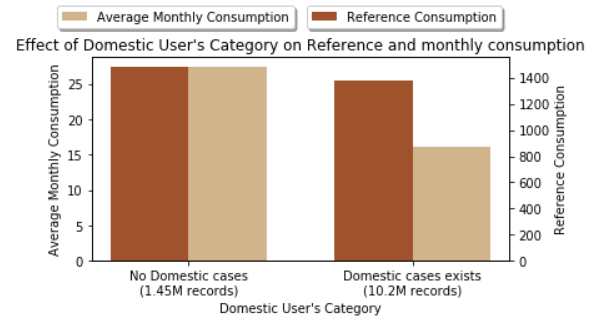 Average Monthly Consumption
Reference Consumption
Effect of Domestic User's Category on Reference and monthly consumption
Average Monthly Consumption
25
20
15
10
5
0
1400
1200
1000
800
600
400
200
0
Reference Consumption
No Domestic cases
(1.45M records)
Domestic cases exists
(10.2M records)
Domestic User's Category